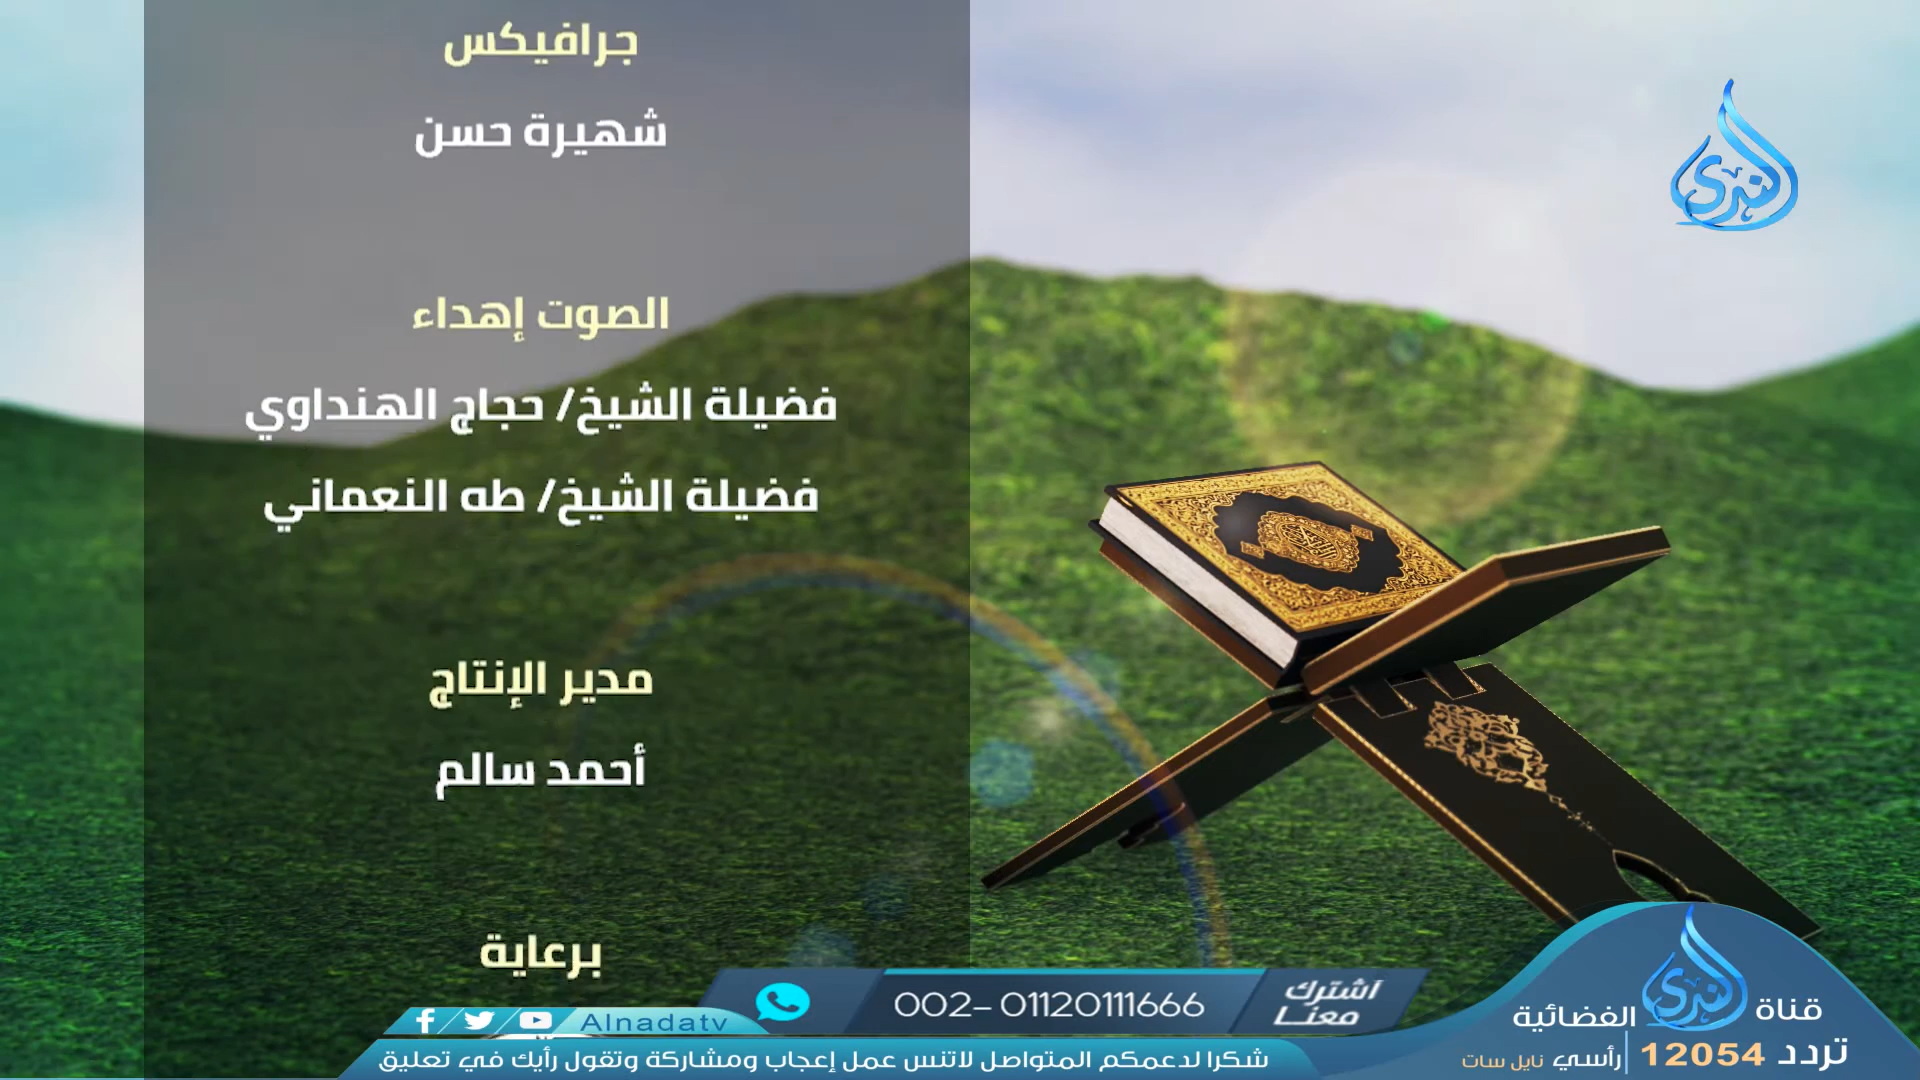 جرافيكس
شهيرة حسن
الصوت إهداء
فضيلة الشيخ/ حجاج الهنداوي
فضيلة الشيخ/ طه النعماني
مدير الإنتاج
أحمد سالم
برعاية
الندى
اشترك معنا
002–01120111666
Alnadatv
شكرا لدعمكم المتواصل لاتنس عمل إعجاب ومشاركة وتقول رأيك في تعليق
قناة الندى الفضائية
تردد 12054 رأسي نايل سات